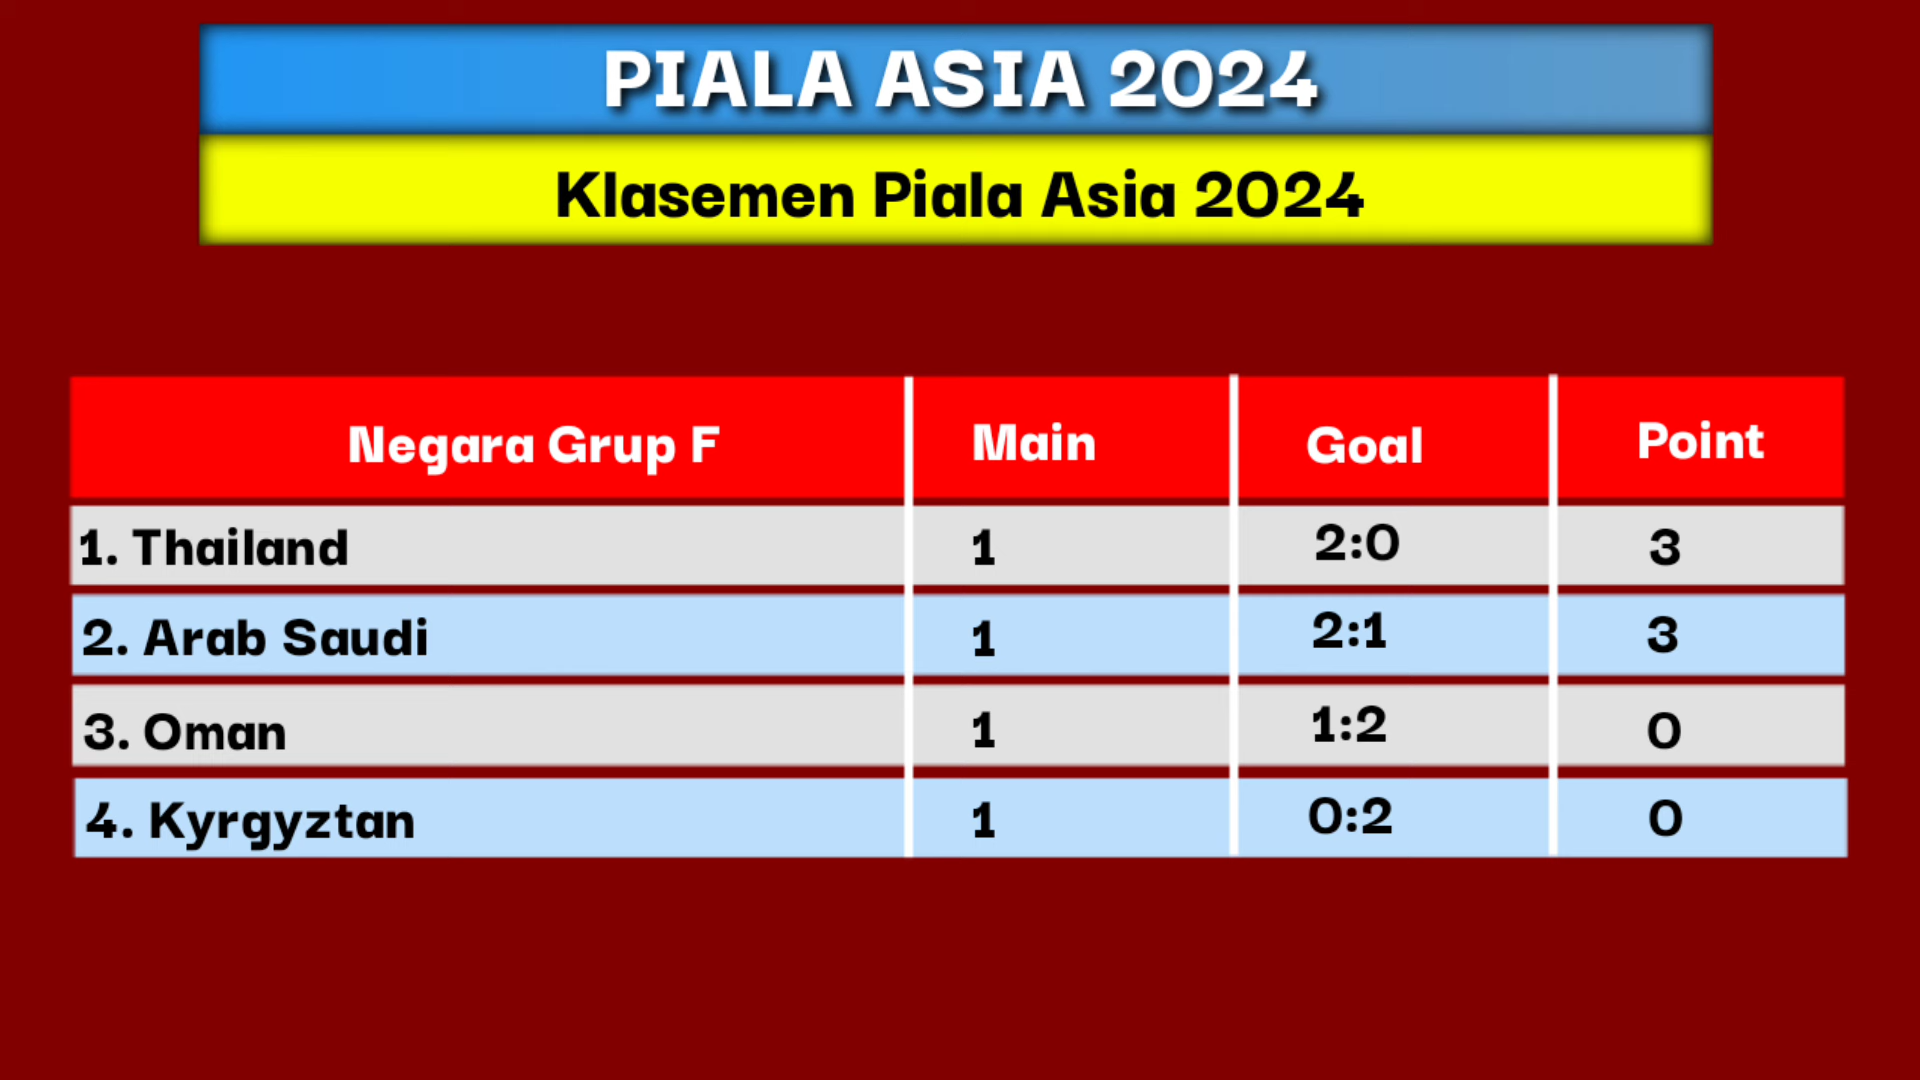 PIALA ASIA 2024
Klasemen Piala Asia 2024
Negara Grup F Main Goal Point
1. Thailand 1 2:0 3
2. Arab Saudi 1 2:1 3
3. Oman 1 1:2 0
4. Kyrgyztan 1 0:2 0